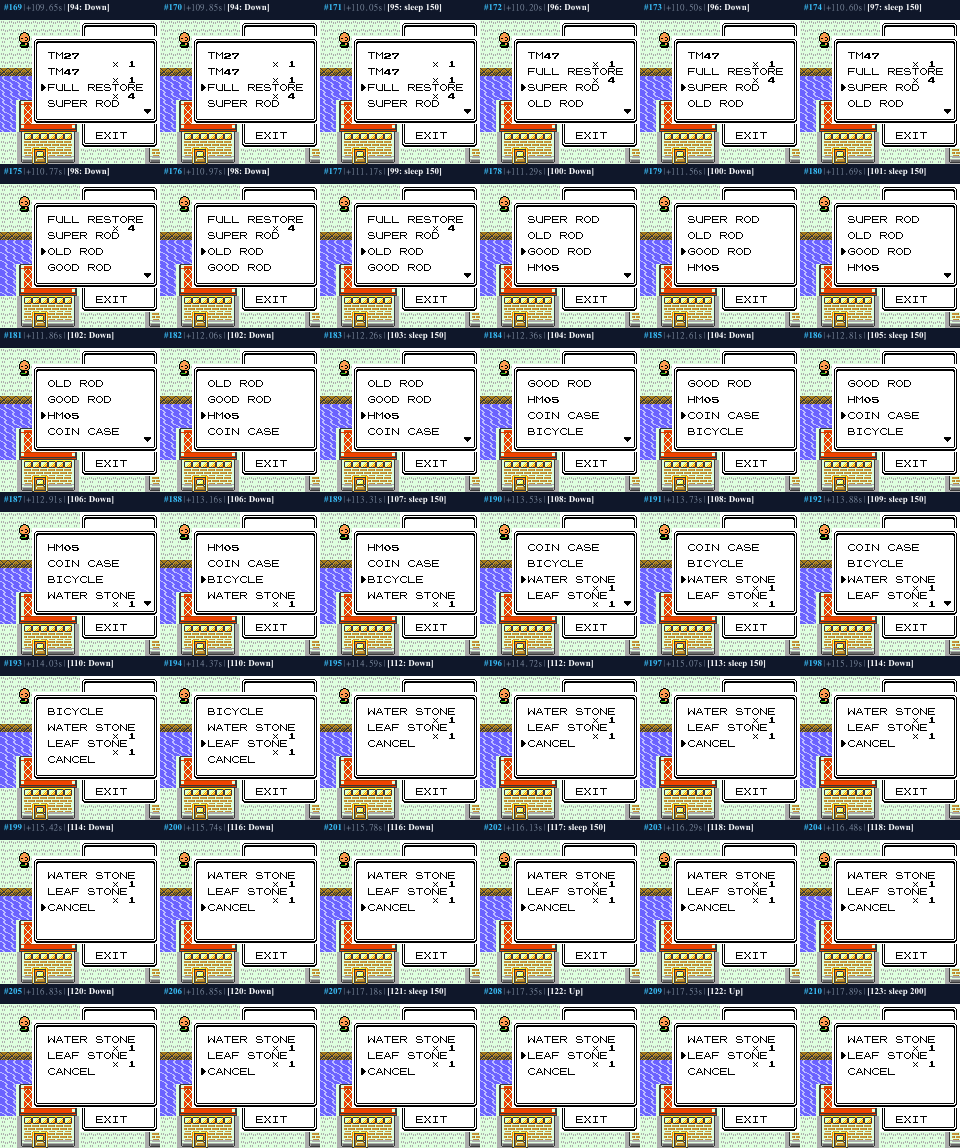 #169|+109.65s|[94: Down] #170|+109.85s|[94: Down] #171|+110.05s|[95: sleep 150] #172|+110.20s|[96: Down] #173|+110.50s|[96: Down] #174|+110.60s|[97: sleep 150]
TM27 TM27 TM27 TM47 TM47 TM47
× 1 × 1 × 1 × 1 × 1 × 1
TM47 TM47 TM47 FULL RESTORE FULL RESTORE FULL RESTORE
× 1 × 1 × 1 × 4 × 4 × 4
▶FULL RESTORE ▶FULL RESTORE ▶FULL RESTORE ▶SUPER ROD ▶SUPER ROD ▶SUPER ROD
× 4 × 4 × 4
SUPER ROD SUPER ROD SUPER ROD OLD ROD OLD ROD OLD ROD
EXIT EXIT EXIT EXIT EXIT EXIT
#175|+110.77s|[98: Down] #176|+110.97s|[98: Down] #177|+111.17s|[99: sleep 150] #178|+111.29s|[100: Down] #179|+111.56s|[100: Down] #180|+111.69s|[101: sleep 150]
FULL RESTORE FULL RESTORE FULL RESTORE SUPER ROD SUPER ROD SUPER ROD
× 4 × 4 × 4
SUPER ROD SUPER ROD SUPER ROD OLD ROD OLD ROD OLD ROD
▶OLD ROD ▶OLD ROD ▶OLD ROD ▶GOOD ROD ▶GOOD ROD ▶GOOD ROD
GOOD ROD GOOD ROD GOOD ROD HM05 HM05 HM05
EXIT EXIT EXIT EXIT EXIT EXIT
#181|+111.86s|[102: Down] #182|+112.06s|[102: Down] #183|+112.26s|[103: sleep 150] #184|+112.36s|[104: Down] #185|+112.61s|[104: Down] #186|+112.81s|[105: sleep 150]
OLD ROD OLD ROD OLD ROD GOOD ROD GOOD ROD GOOD ROD
GOOD ROD GOOD ROD GOOD ROD HM05 HM05 HM05
▶HM05 ▶HM05 ▶HM05 COIN CASE ▶COIN CASE ▶COIN CASE
COIN CASE COIN CASE COIN CASE BICYCLE BICYCLE BICYCLE
EXIT EXIT EXIT EXIT EXIT EXIT
#187|+112.91s|[106: Down] #188|+113.16s|[106: Down] #189|+113.31s|[107: sleep 150] #190|+113.53s|[108: Down] #191|+113.73s|[108: Down] #192|+113.88s|[109: sleep 150]
HM05 HM05 HM05 COIN CASE COIN CASE COIN CASE
COIN CASE COIN CASE COIN CASE BICYCLE BICYCLE BICYCLE
BICYCLE ▶BICYCLE ▶BICYCLE ▶WATER STONE ▶WATER STONE ▶WATER STONE
× 1 × 1 × 1
WATER STONE WATER STONE WATER STONE LEAF STONE LEAF STONE LEAF STONE
× 1 × 1 × 1 × 1 × 1 × 1
EXIT EXIT EXIT EXIT EXIT EXIT
#193|+114.03s|[110: Down] #194|+114.37s|[110: Down] #195|+114.59s|[112: Down] #196|+114.72s|[112: Down] #197|+115.07s|[113: sleep 150] #198|+115.19s|[114: Down]
BICYCLE BICYCLE WATER STONE WATER STONE WATER STONE WATER STONE
× 1 × 1 × 1 × 1
WATER STONE WATER STONE LEAF STONE LEAF STONE LEAF STONE LEAF STONE
× 1 × 1 × 1 × 1 × 1 × 1
LEAF STONE ▶LEAF STONE CANCEL ▶CANCEL ▶CANCEL ▶CANCEL
× 1 × 1
CANCEL CANCEL
EXIT EXIT EXIT EXIT EXIT EXIT
#199|+115.42s|[114: Down] #200|+115.74s|[116: Down] #201|+115.78s|[116: Down] #202|+116.13s|[117: sleep 150] #203|+116.29s|[118: Down] #204|+116.48s|[118: Down]
WATER STONE WATER STONE WATER STONE WATER STONE WATER STONE WATER STONE
× 1 × 1 × 1 × 1 × 1 × 1
LEAF STONE LEAF STONE LEAF STONE LEAF STONE LEAF STONE LEAF STONE
× 1 × 1 × 1 × 1 × 1 × 1
▶CANCEL ▶CANCEL ▶CANCEL ▶CANCEL ▶CANCEL ▶CANCEL
EXIT EXIT EXIT EXIT EXIT EXIT
#205|+116.83s|[120: Down] #206|+116.85s|[120: Down] #207|+117.18s|[121: sleep 150] #208|+117.35s|[122: Up] #209|+117.53s|[122: Up] #210|+117.89s|[123: sleep 200]
WATER STONE WATER STONE WATER STONE WATER STONE WATER STONE WATER STONE
× 1 × 1 × 1 × 1 × 1 × 1
LEAF STONE LEAF STONE LEAF STONE ▶LEAF STONE ▶LEAF STONE ▶LEAF STONE
× 1 × 1 × 1 × 1 × 1 × 1
CANCEL ▶CANCEL ▶CANCEL CANCEL CANCEL CANCEL
EXIT EXIT EXIT EXIT EXIT EXIT